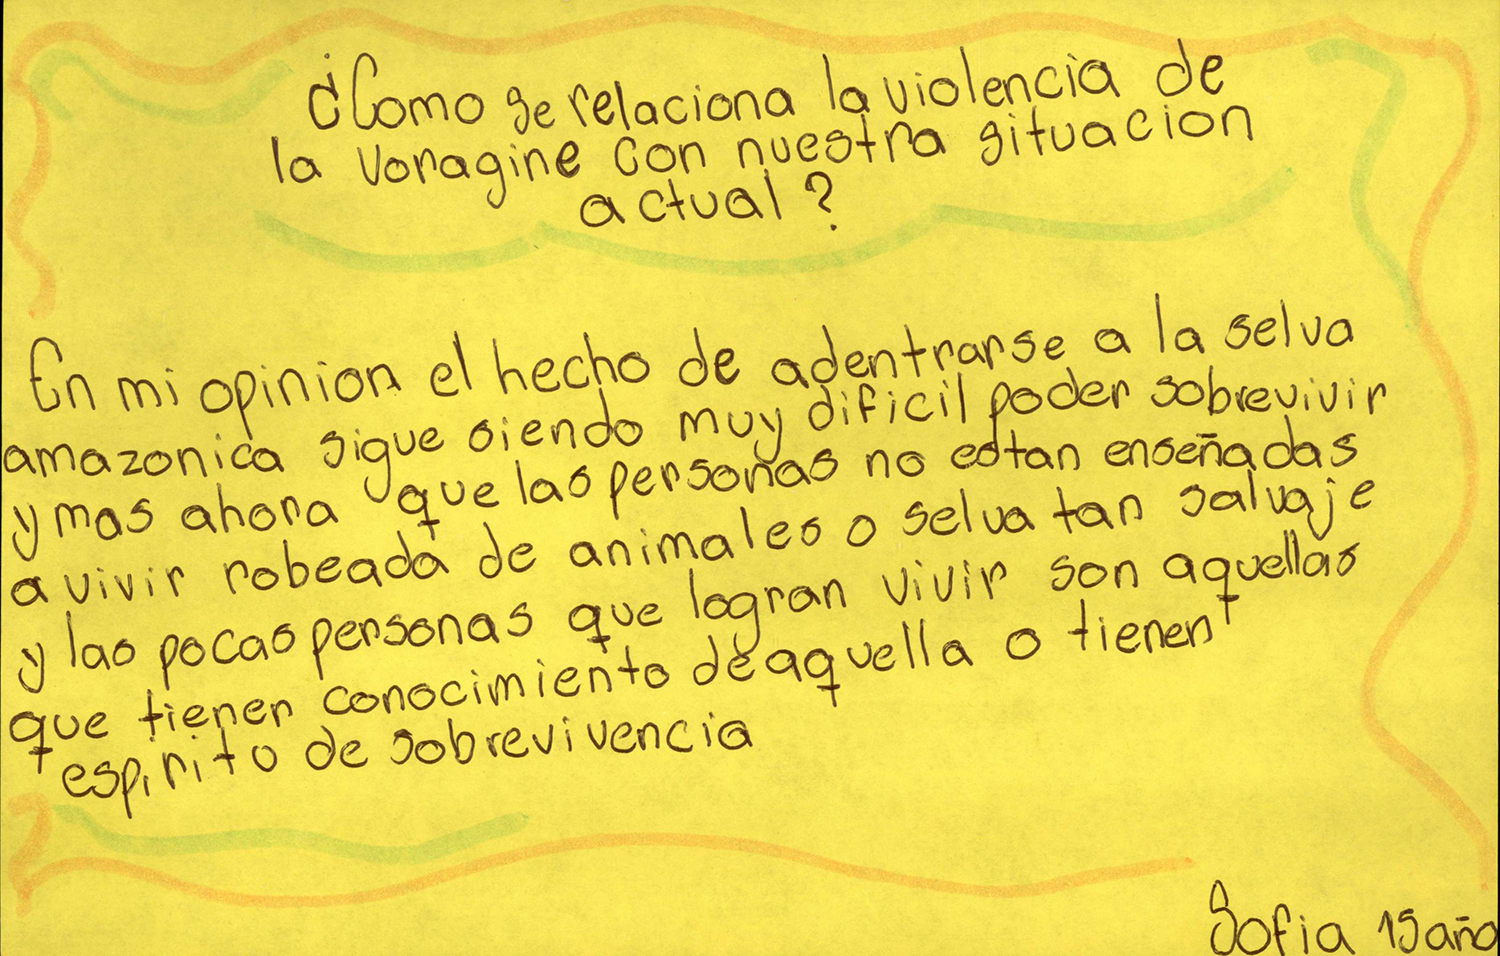 ¿Como se relaciona la violencia de
la Voragine con nuestra situacion
actual?
En mi opinion el hecho de adentrarse a la selva
amazonica sigue siendo muy dificil poder sobrevivir
y mas ahora que las personas no estan enseñadas
a vivir robeada de animales o selva tan salvaje
y las pocas personas que logran vivir son aquellas
que tienen conocimiento de aquella o tienen
espirito de sobrevivencia
Sofia 15 año